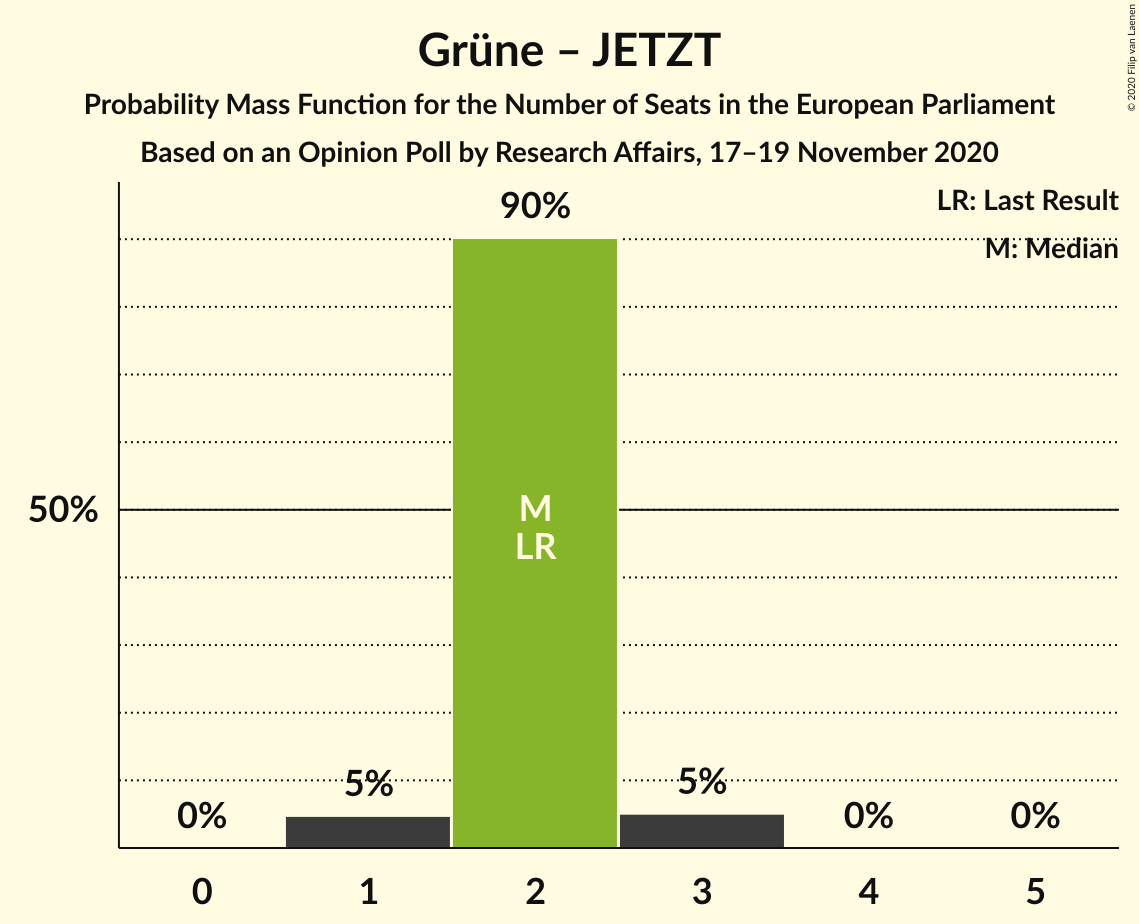 Grüne – JETZT
Probability Mass Function for the Number of Seats in the European Parliament
Based on an Opinion Poll by Research Affairs, 17–19 November 2020
© 2020 Filip van Laenen
LR: Last Result
M: Median
90%
50%
M
LR
0%
5%
5%
0%
0%
0
1
2
3
4
5